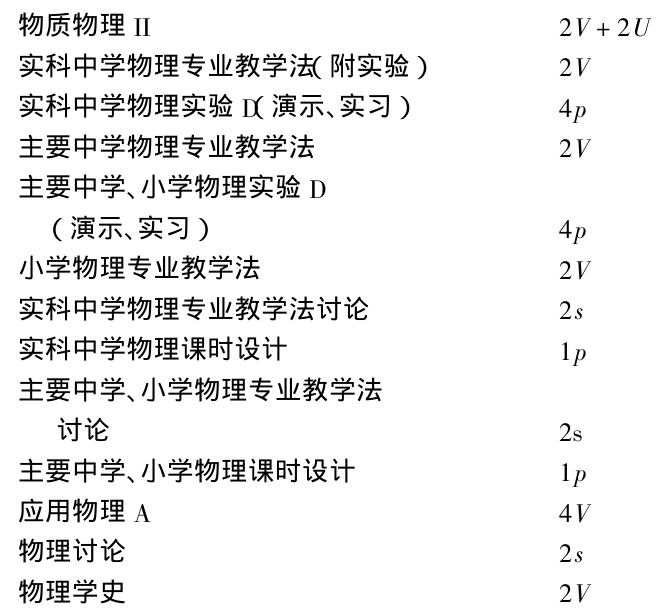 物质物理 II 2V + 2U
实科中学物理专业教学法(附实验) 2V
实科中学物理实验 D(演示、实习) 4p
主要中学物理专业教学法 2V
主要中学、小学物理实验 D
(演示、实习) 4p
小学物理专业教学法 2V
实科中学物理专业教学法讨论 2s
实科中学物理课时设计 1p
主要中学、小学物理专业教学法
讨论 2s
主要中学、小学物理课时设计 1p
应用物理 A 4V
物理讨论 2s
物理学史 2V